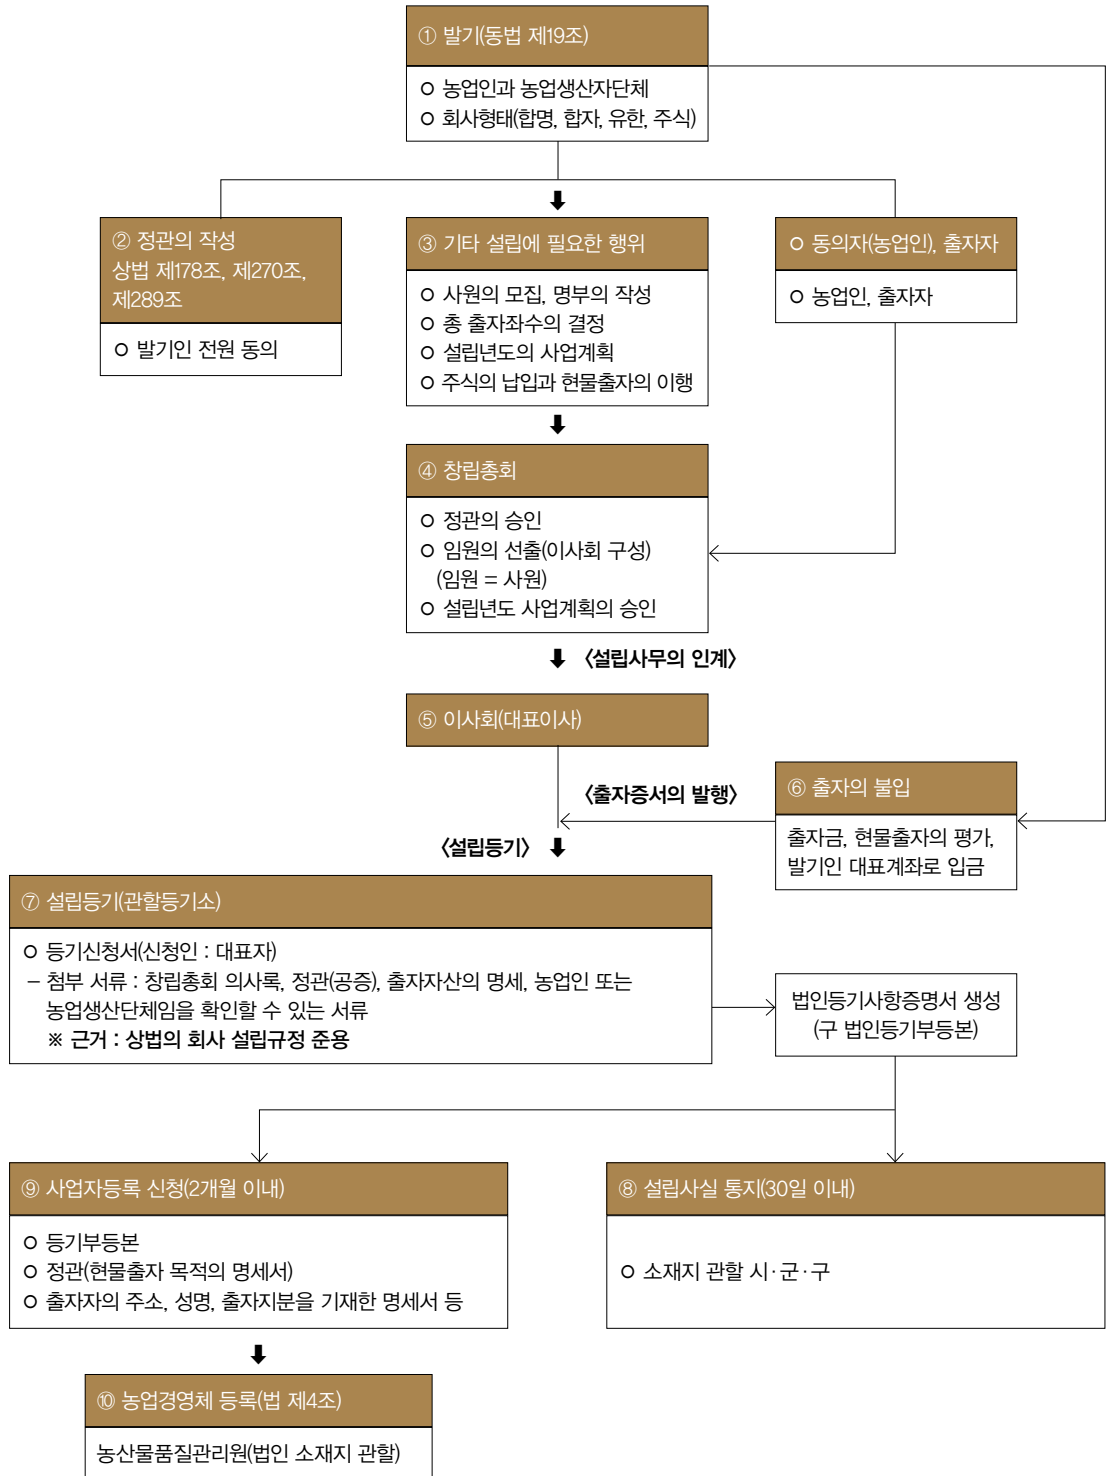 ① 발기(동법 제19조)
○ 농업인과 농업생산자단체
○ 회사형태(합명, 합자, 유한, 주식)
② 정관의 작성
상법 제178조, 제270조,
제289조
○ 발기인 전원 동의
③ 기타 설립에 필요한 행위
○ 사원의 모집, 명부의 작성
○ 총 출자좌수의 결정
○ 설립년도의 사업계획
○ 주식의 납입과 현물출자의 이행
○ 동의자(농업인), 출자자
○ 농업인, 출자자
④ 창립총회
○ 정관의 승인
○ 임원의 선출(이사회 구성)
(임원 = 사원)
○ 설립년도 사업계획의 승인
〈설립사무의 인계〉
⑤ 이사회(대표이사)
〈출자증서의 발행〉
⑥ 출자의 불입
출자금, 현물출자의 평가,
발기인 대표계좌로 입금
〈설립등기〉
⑦ 설립등기(관할등기소)
○ 등기신청서(신청인 : 대표자)
– 첨부 서류 : 창립총회 의사록, 정관(공증), 출자자산의 명세, 농업인 또는
농업생산단체임을 확인할 수 있는 서류
※ 근거 : 상법의 회사 설립규정 준용
법인등기사항증명서 생성
(구 법인등기부등본)
⑨ 사업자등록 신청(2개월 이내)
○ 등기부등본
○ 정관(현물출자 목적의 명세서)
○ 출자자의 주소, 성명, 출자지분을 기재한 명세서 등
⑧ 설립사실 통지(30일 이내)
○ 소재지 관할 시·군·구
⑩ 농업경영체 등록(법 제4조)
농산물품질관리원(법인 소재지 관할)